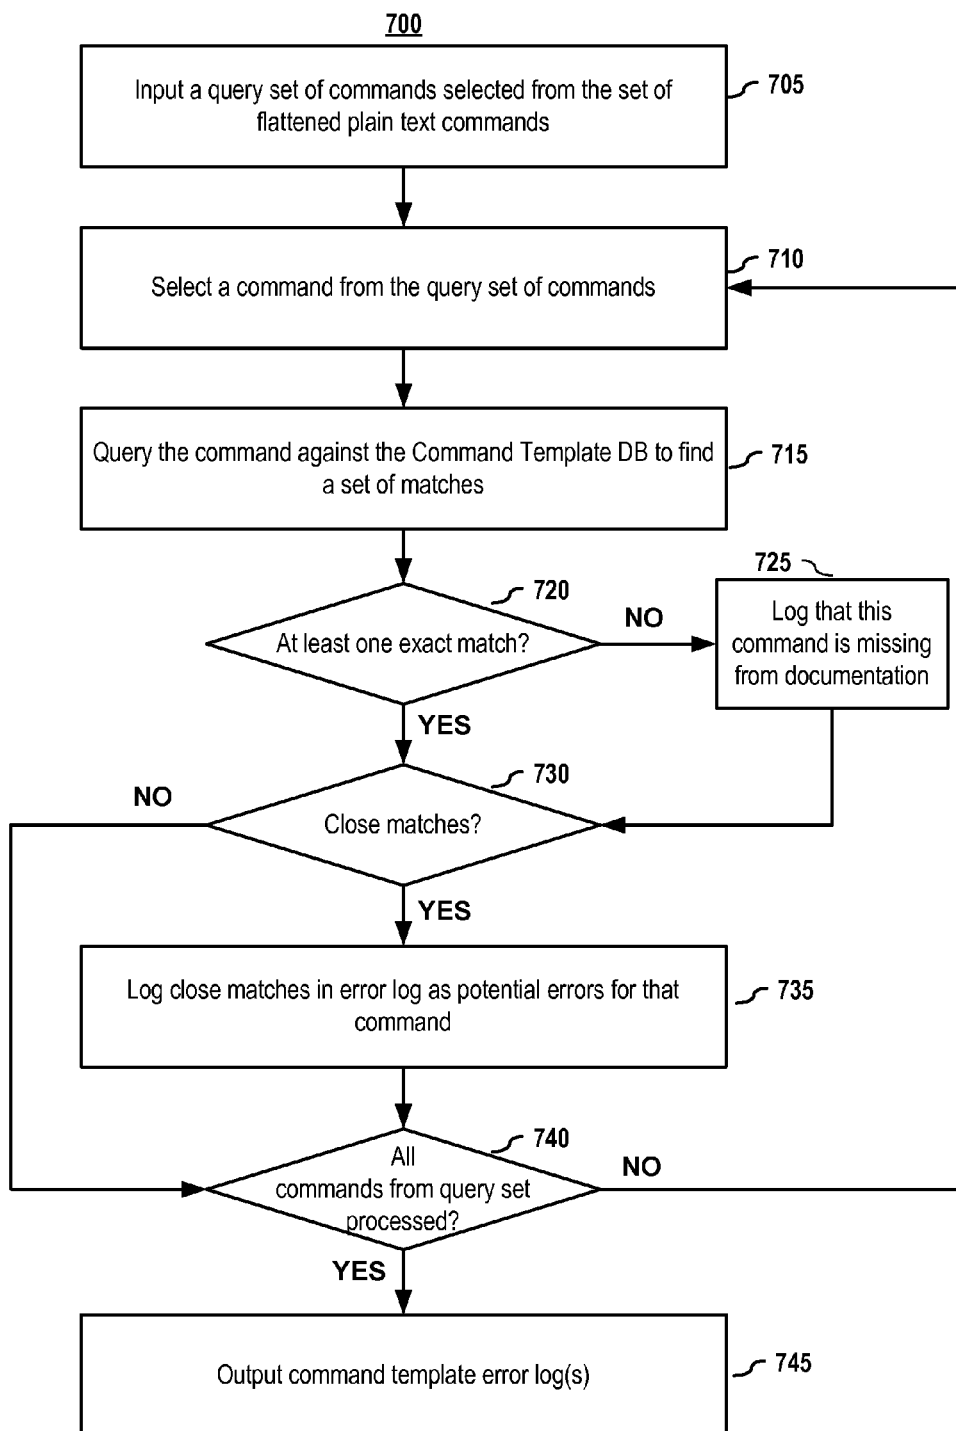 700
Input a query set of commands selected from the set of
flattened plain text commands
705
Select a command from the query set of commands
710
Query the command against the Command Template DB to find
a set of matches
715
At least one exact match?
720
NO
725
Log that this
command is missing
from documentation
YES
Close matches?
730
NO
YES
Log close matches in error log as potential errors for that
command
735
All
commands from query set
processed?
740
NO
YES
Output command template error log(s)
745